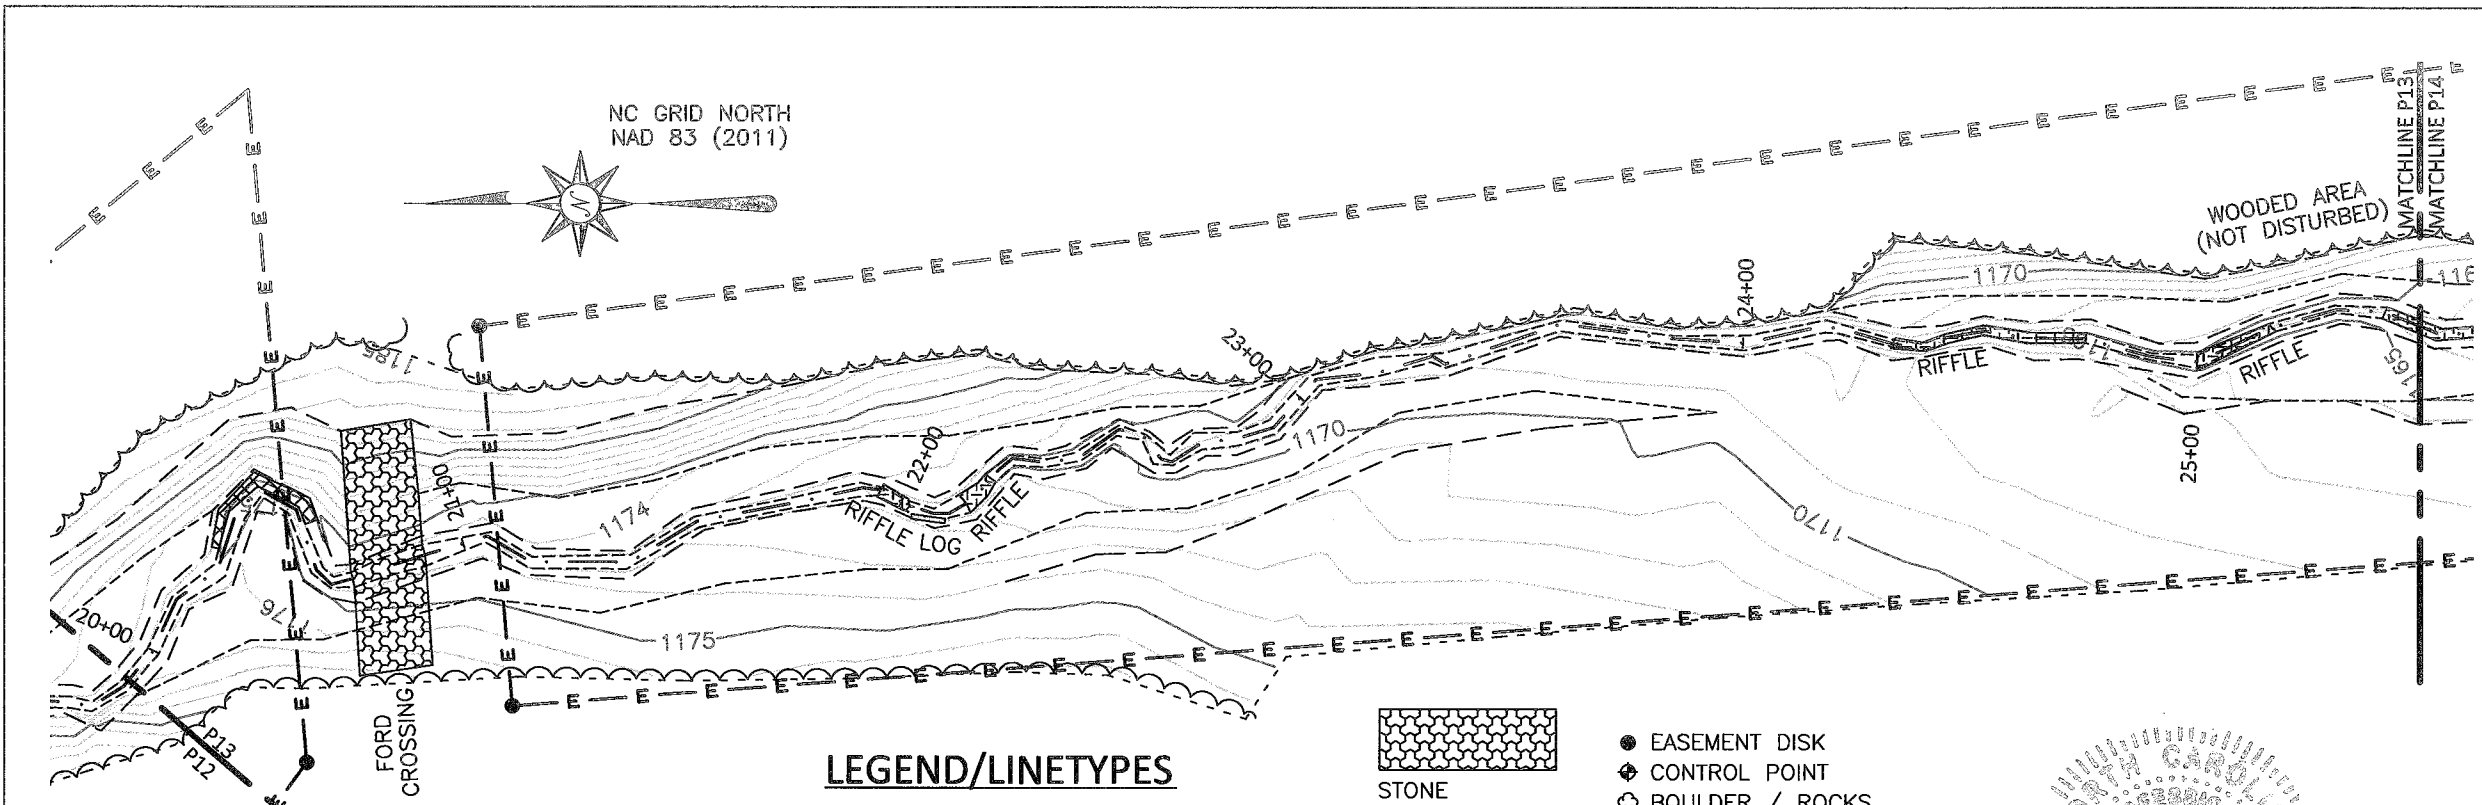 NC GRID NORTH
NAD 83 (2011)
N
MATCHLINE P13
MATCHLINE P14
WOODED AREA
(NOT DISTURBED)
E E E E E E E E E E E E E E E E E E
1185
20+00
21+00
22+00
23+00
24+00
25+00
1170
1170
1170
1174
1175
1176
RIFFLE LOG RIFFLE
RIFFLE
RIFFLE
FORD
CROSSING
P13
P12
LEGEND/LINETYPES
STONE
EASEMENT DISK
CONTROL POINT
BOULDER / ROCKS